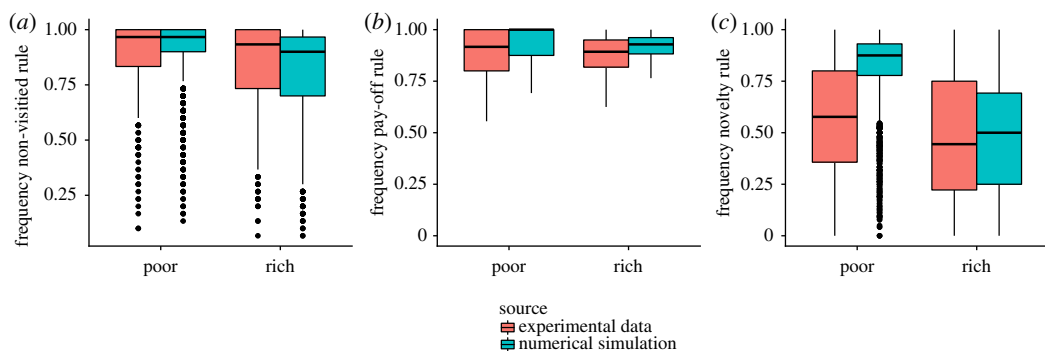 (a)
frequency non-visitied rule
1.00
0.75
0.50
0.25
poor
rich
(b)
frequency pay-off rule
1.00
0.75
0.50
0.25
0
poor
rich
(c)
frequency novelty rule
1.00
0.75
0.50
0.25
0
poor
rich
source
experimental data
numerical simulation